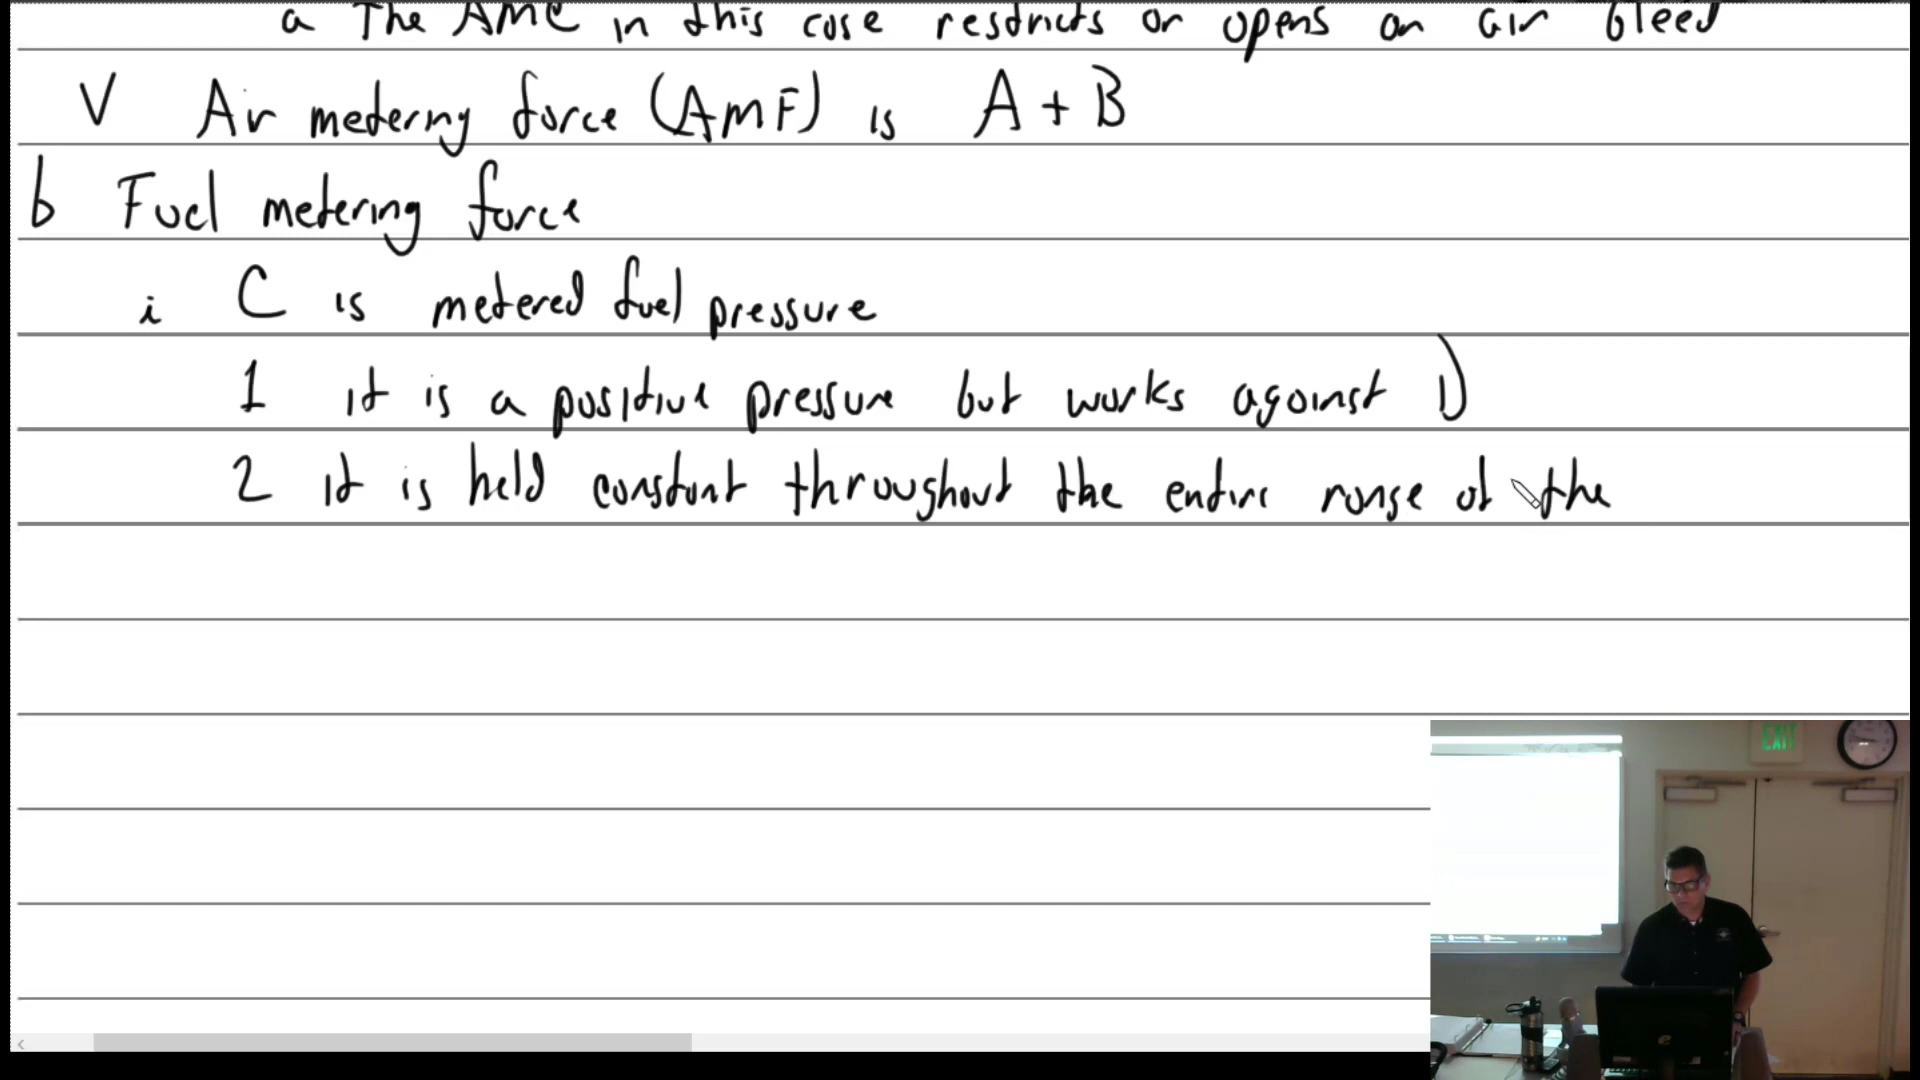 a The AMC in this case restricts or opens an air bleed
V Air metering force (AMF) is A + B
b Fuel metering force
i C is metered fuel pressure
1 it is a positive pressure but works against D
2 it is held constant throughout the entire range of the
EXIT